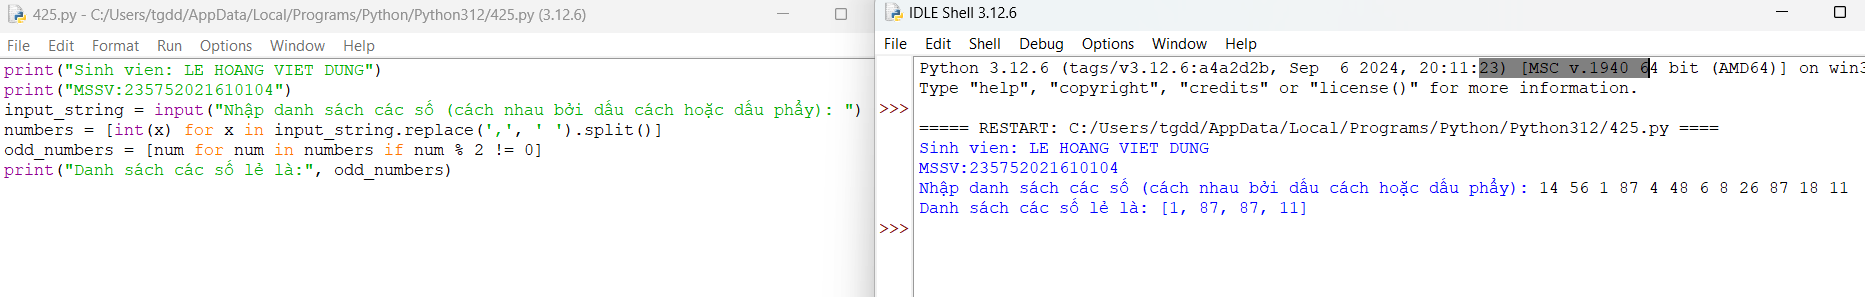 425.py - C:/Users/tgdd/AppData/Local/Programs/Python/Python312/425.py (3.12.6)
File Edit Format Run Options Window Help
print("Sinh vien: LE HOANG VIET DUNG")
print("MSSV:235752021610104")
input_string = input("Nhập danh sách các số (cách nhau bởi dấu cách hoặc dấu phẩy): ")
numbers = [int(x) for x in input_string.replace(',', ' ').split()]
odd_numbers = [num for num in numbers if num % 2 != 0]
print("Danh sách các số lẻ là:", odd_numbers)
IDLE Shell 3.12.6
File Edit Shell Debug Options Window Help
Python 3.12.6 (tags/v3.12.6:a4a2d2b, Sep  6 2024, 20:11:23) [MSC v.1940 64 bit (AMD64)] on win3
Type "help", "copyright", "credits" or "license()" for more information.
>>>
===== RESTART: C:/Users/tgdd/AppData/Local/Programs/Python/Python312/425.py ====
Sinh vien: LE HOANG VIET DUNG
MSSV:235752021610104
Nhập danh sách các số (cách nhau bởi dấu cách hoặc dấu phẩy): 14 56 1 87 4 48 6 8 26 87 18 11
Danh sách các số lẻ là: [1, 87, 87, 11]
>>>